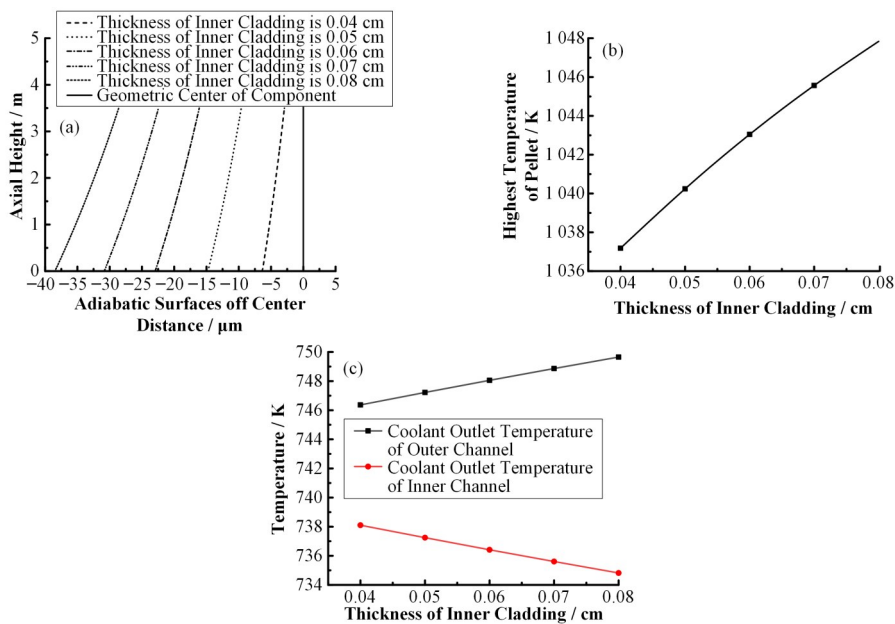 Thickness of Inner Cladding is 0.04 cm
Thickness of Inner Cladding is 0.05 cm
Thickness of Inner Cladding is 0.06 cm
Thickness of Inner Cladding is 0.07 cm
Thickness of Inner Cladding is 0.08 cm
Geometric Center of Component
(a)
Axial Height / m
5
4
3
2
1
0
−40 −35 −30 −25 −20 −15 −10 −5 0 5
Adiabatic Surfaces off Center
Distance / μm
(b)
Highest Temperature
of Pellet / K
1 048
1 046
1 044
1 042
1 040
1 038
1 036
0.04 0.05 0.06 0.07 0.08
Thickness of Inner Cladding / cm
(c)
Temperature / K
750
748
746
744
742
740
738
736
734
Coolant Outlet Temperature
of Outer Channel
Coolant Outlet Temperature
of Inner Channel
0.04 0.05 0.06 0.07 0.08
Thickness of Inner Cladding / cm